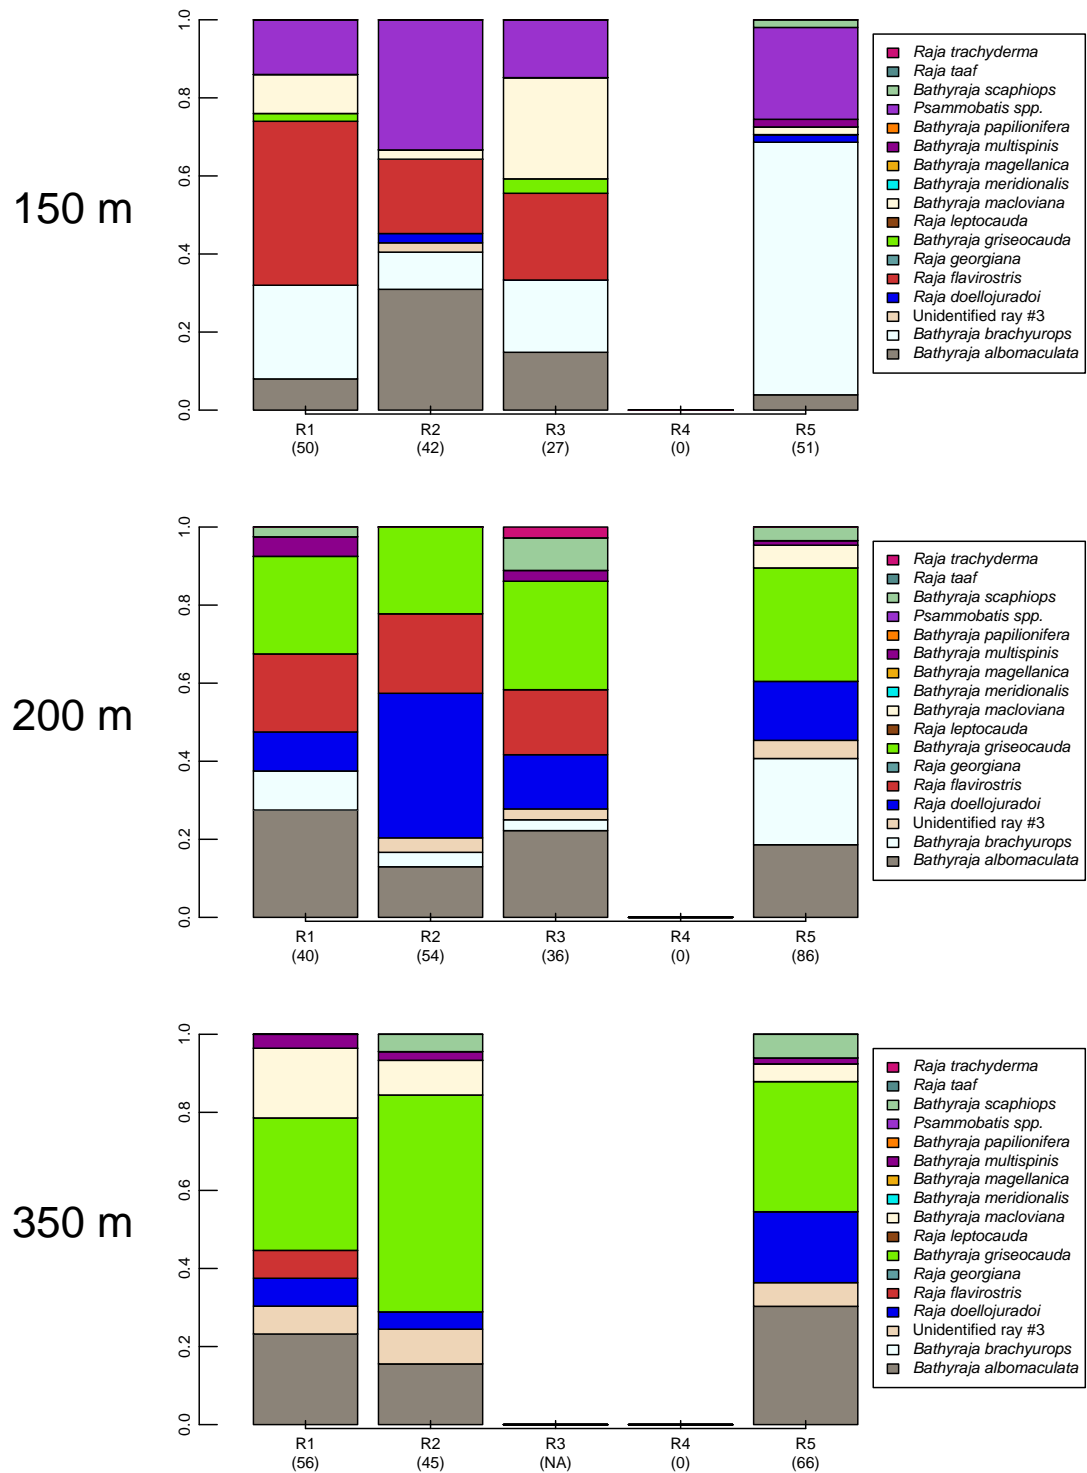 150 m
1.0
0.8
0.6
0.4
0.2
0.0
R1 R2 R3 R4 R5
(50) (42) (27) (0) (51)
Raja trachyderma
Raja taaf
Bathyraja scaphiops
Psammobatis spp.
Bathyraja papilionifera
Bathyraja multispinis
Bathyraja magellanica
Bathyraja meridionalis
Bathyraja macloviana
Raja leptocauda
Bathyraja griseocauda
Raja georgiana
Raja flavirostris
Raja doellojuradoi
Unidentified ray #3
Bathyraja brachyurops
Bathyraja albomaculata
200 m
1.0
0.8
0.6
0.4
0.2
0.0
R1 R2 R3 R4 R5
(40) (54) (36) (0) (86)
Raja trachyderma
Raja taaf
Bathyraja scaphiops
Psammobatis spp.
Bathyraja papilionifera
Bathyraja multispinis
Bathyraja magellanica
Bathyraja meridionalis
Bathyraja macloviana
Raja leptocauda
Bathyraja griseocauda
Raja georgiana
Raja flavirostris
Raja doellojuradoi
Unidentified ray #3
Bathyraja brachyurops
Bathyraja albomaculata
350 m
1.0
0.8
0.6
0.4
0.2
0.0
R1 R2 R3 R4 R5
(56) (45) (NA) (0) (66)
Raja trachyderma
Raja taaf
Bathyraja scaphiops
Psammobatis spp.
Bathyraja papilionifera
Bathyraja multispinis
Bathyraja magellanica
Bathyraja meridionalis
Bathyraja macloviana
Raja leptocauda
Bathyraja griseocauda
Raja georgiana
Raja flavirostris
Raja doellojuradoi
Unidentified ray #3
Bathyraja brachyurops
Bathyraja albomaculata